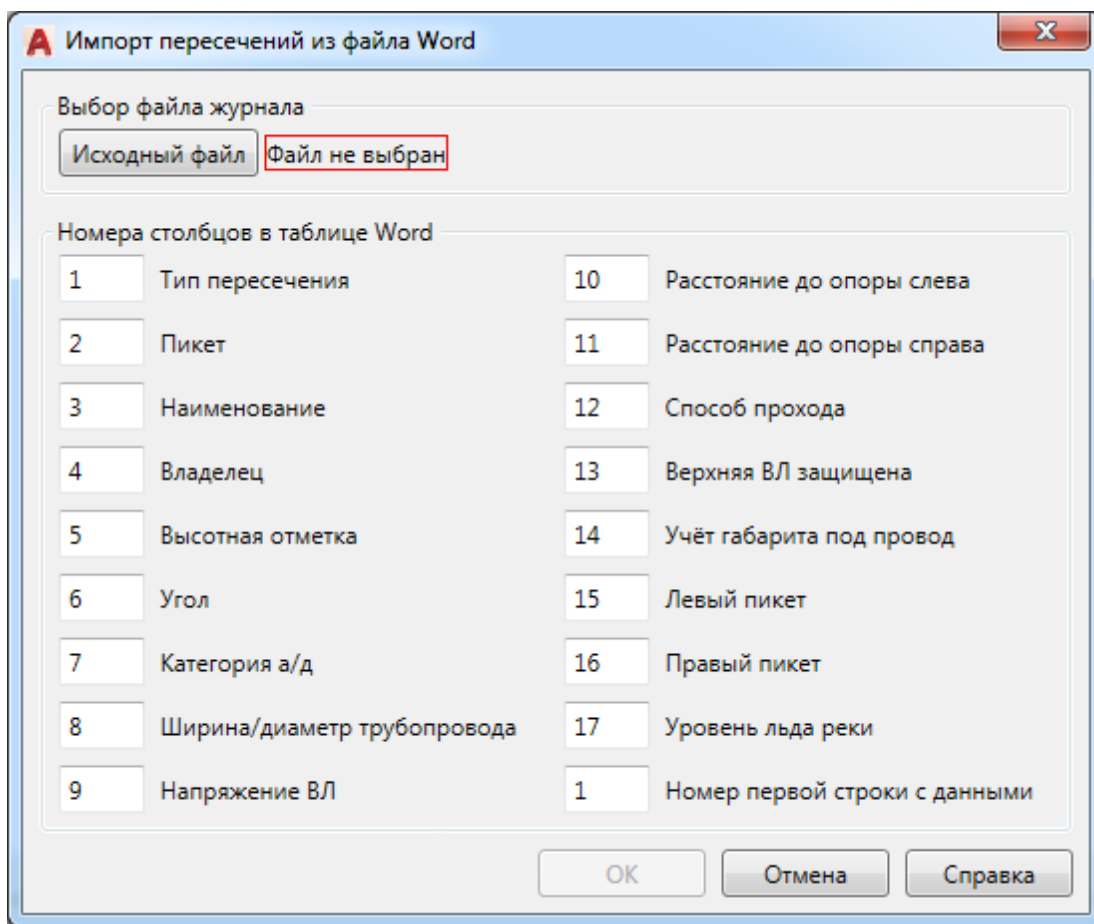 Импорт пересечений из файла Word
Выбор файла журнала
Исходный файл Файл не выбран
Номера столбцов в таблице Word
1 Тип пересечения
2 Пикет
3 Наименование
4 Владелец
5 Высотная отметка
6 Угол
7 Категория а/д
8 Ширина/диаметр трубопровода
9 Напряжение ВЛ
10 Расстояние до опоры слева
11 Расстояние до опоры справа
12 Способ прохода
13 Верхняя ВЛ защищена
14 Учёт габарита под провод
15 Левый пикет
16 Правый пикет
17 Уровень льда реки
1 Номер первой строки с данными
ОК Отмена Справка